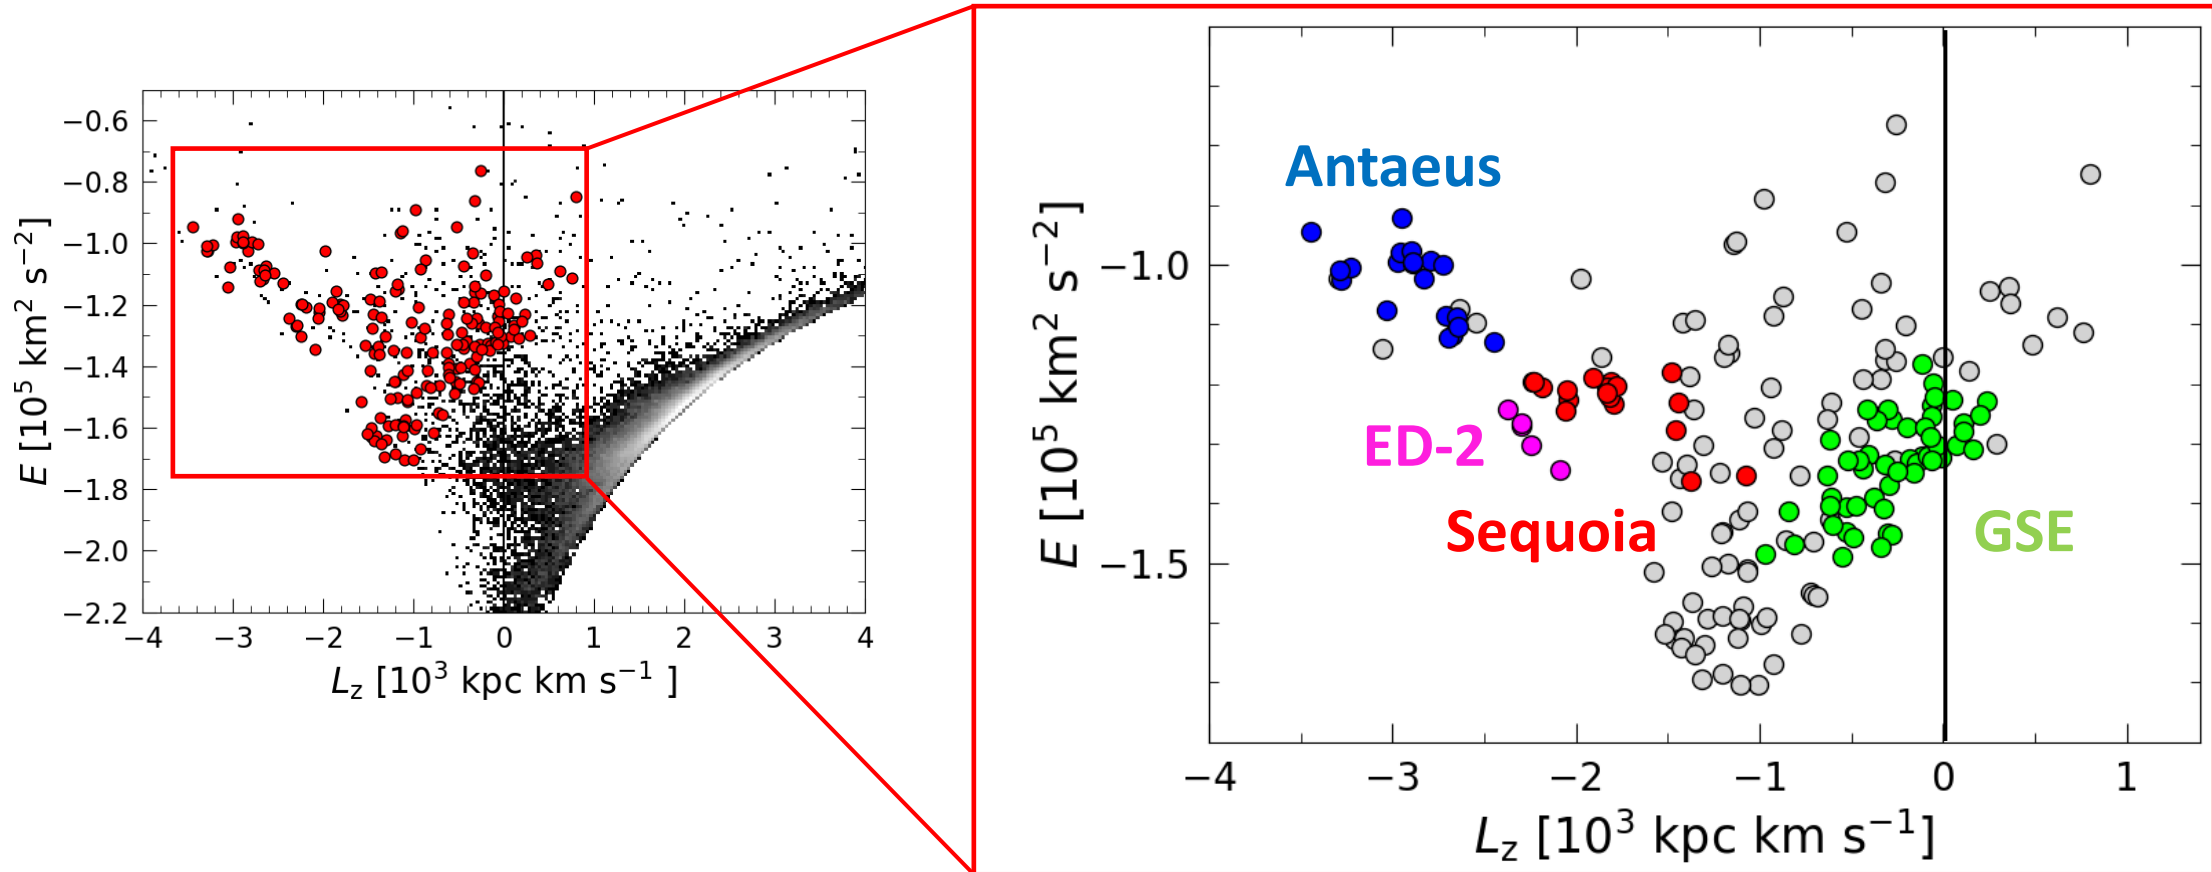 −0.6
−0.8
−1.0
−1.2
−1.4
−1.6
−1.8
−2.0
−2.2
E [10⁵ km² s⁻²]
−4 −3 −2 −1 0 1 2 3 4
L_z [10³ kpc km s⁻¹ ]
Antaeus
ED-2
Sequoia
GSE
−1.0
−1.5
E [10⁵ km² s⁻²]
−4 −3 −2 −1 0 1
L_z [10³ kpc km s⁻¹]